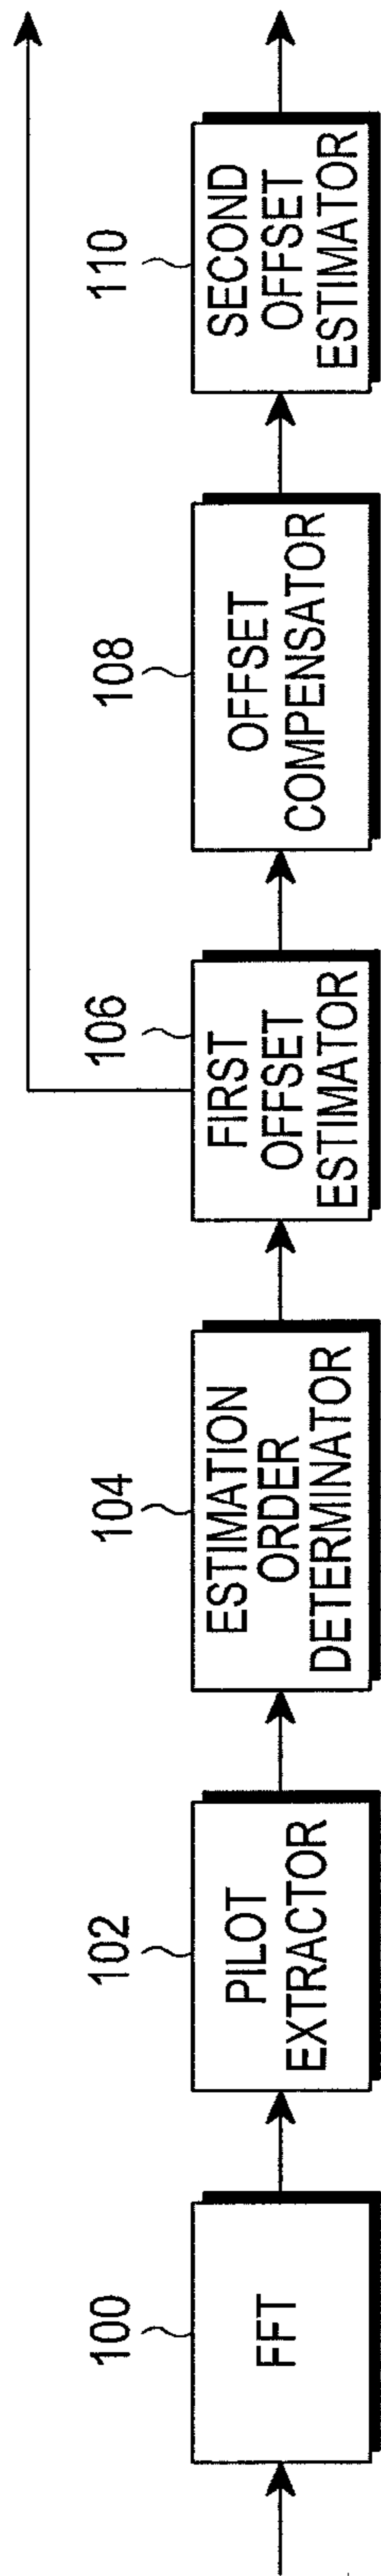 100
FFT
102
PILOT
EXTRACTOR
104
ESTIMATION
ORDER
DETERMINATOR
106
FIRST
OFFSET
ESTIMATOR
108
OFFSET
COMPENSATOR
110
SECOND
OFFSET
ESTIMATOR